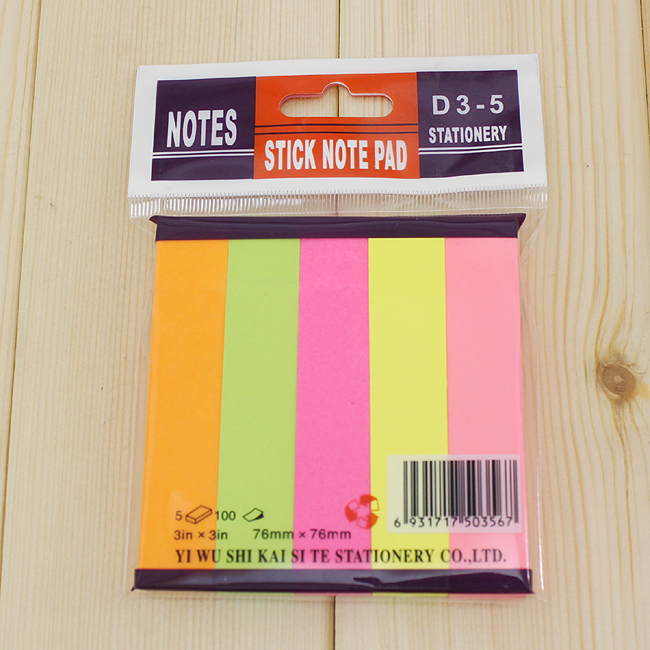 NOTES
STICK NOTE PAD
D3-5
STATIONERY
5 100
3in × 3in 76mm × 76mm
YI WU SHI KAI SI TE STATIONERY CO.,LTD.
6 931717 503567